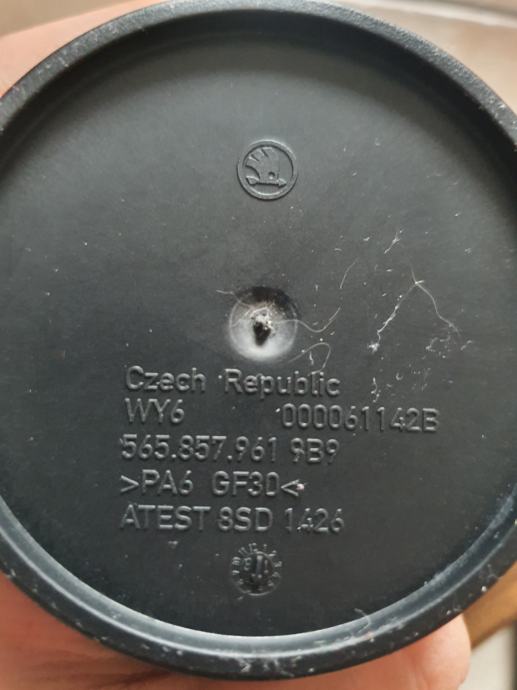 Czech Republic
WY6 000061142B
565.857.961 9B9
>PA6 GF30<
ATEST 8SD 1426